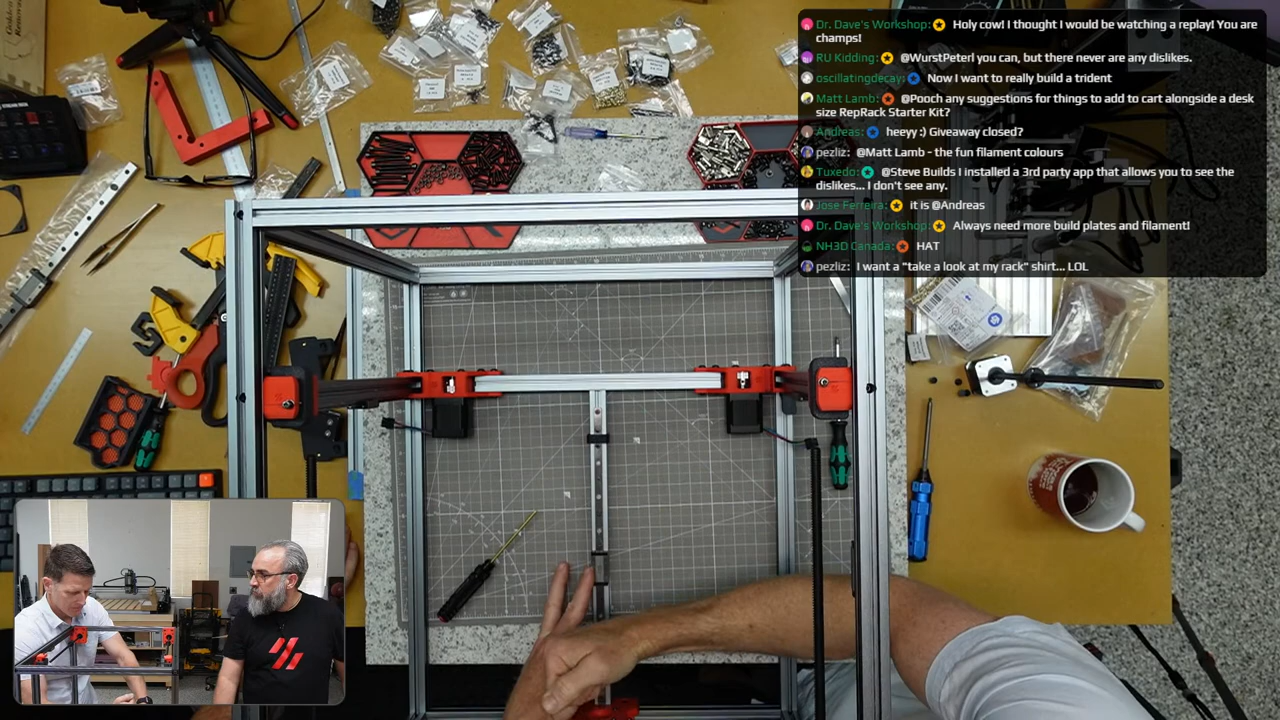 Dr. Dave's Workshop: Holy cow! I thought I would be watching a replay! You are
champs!
RU Kidding: @WurstPeterl you can, but there never are any dislikes.
oscillatingdecay: Now I want to really build a trident
Matt Lamb: @Pooch any suggestions for things to add to cart alongside a desk
size RepRack Starter Kit?
Andreas: heeyy :) Giveaway closed?
pezliz: @Matt Lamb - the fun filament colours
Tuxedo: @Steve Builds I installed a 3rd party app that allows you to see the
dislikes... I don't see any.
Jose Ferreira: it is @Andreas
Dr. Dave's Workshop: Always need more build plates and filament!
NH3D Canada: HAT
pezliz: I want a "take a look at my rack" shirt... LOL